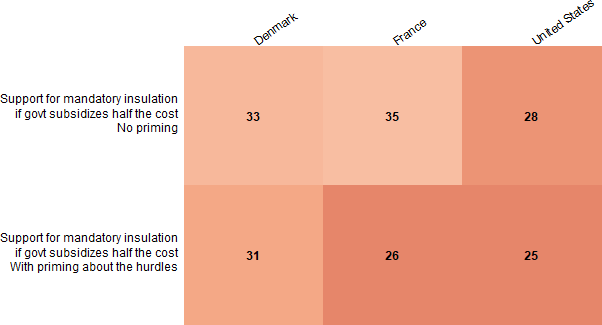 Denmark
France
United States
Support for mandatory insulation
if govt subsidizes half the cost
No priming
33
35
28
Support for mandatory insulation
if govt subsidizes half the cost
With priming about the hurdles
31
26
25